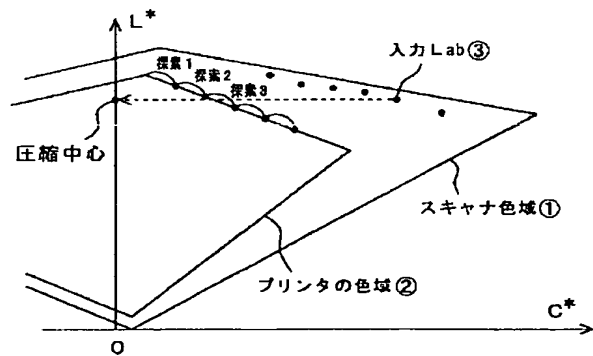 L*
探索1
探索2
探索3
入力Lab③
圧縮中心
スキャナ色域①
プリンタの色域②
C*
O